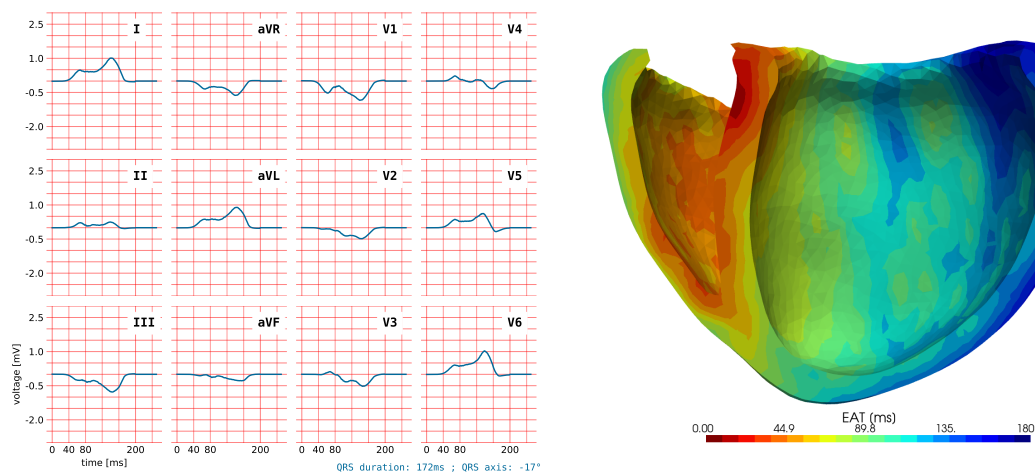 2.5 I aVR V1 V4
1.0
-0.5
-2.0
2.5 II aVL V2 V5
1.0
-0.5
-2.0
2.5 III aVF V3 V6
1.0
-0.5
-2.0
voltage [mV]
0 40 80 200 0 40 80 200 0 40 80 200 0 40 80 200
time [ms]
QRS duration: 172ms ; QRS axis: -17°
EAT (ms)
0.00 44.9 89.8 135. 180